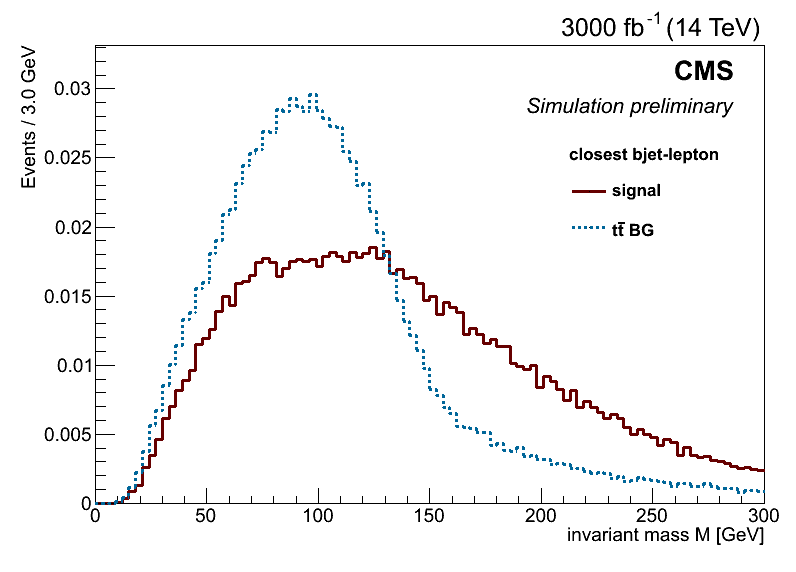 3000 fb⁻¹ (14 TeV)
CMS
Simulation preliminary
closest bjet-lepton
signal
tt̄ BG
Events / 3.0 GeV
0.03
0.025
0.02
0.015
0.01
0.005
0
0 50 100 150 200 250 300
invariant mass M [GeV]